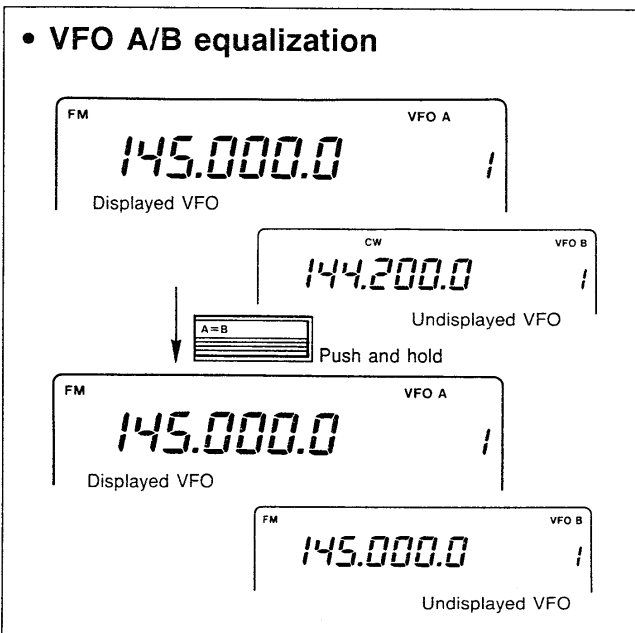 • VFO A/B equalization
FM VFO A
145.000.0 1
Displayed VFO
CW VFO B
144.200.0 1
Undisplayed VFO
A=B
Push and hold
FM VFO A
145.000.0 1
Displayed VFO
FM VFO B
145.000.0 1
Undisplayed VFO